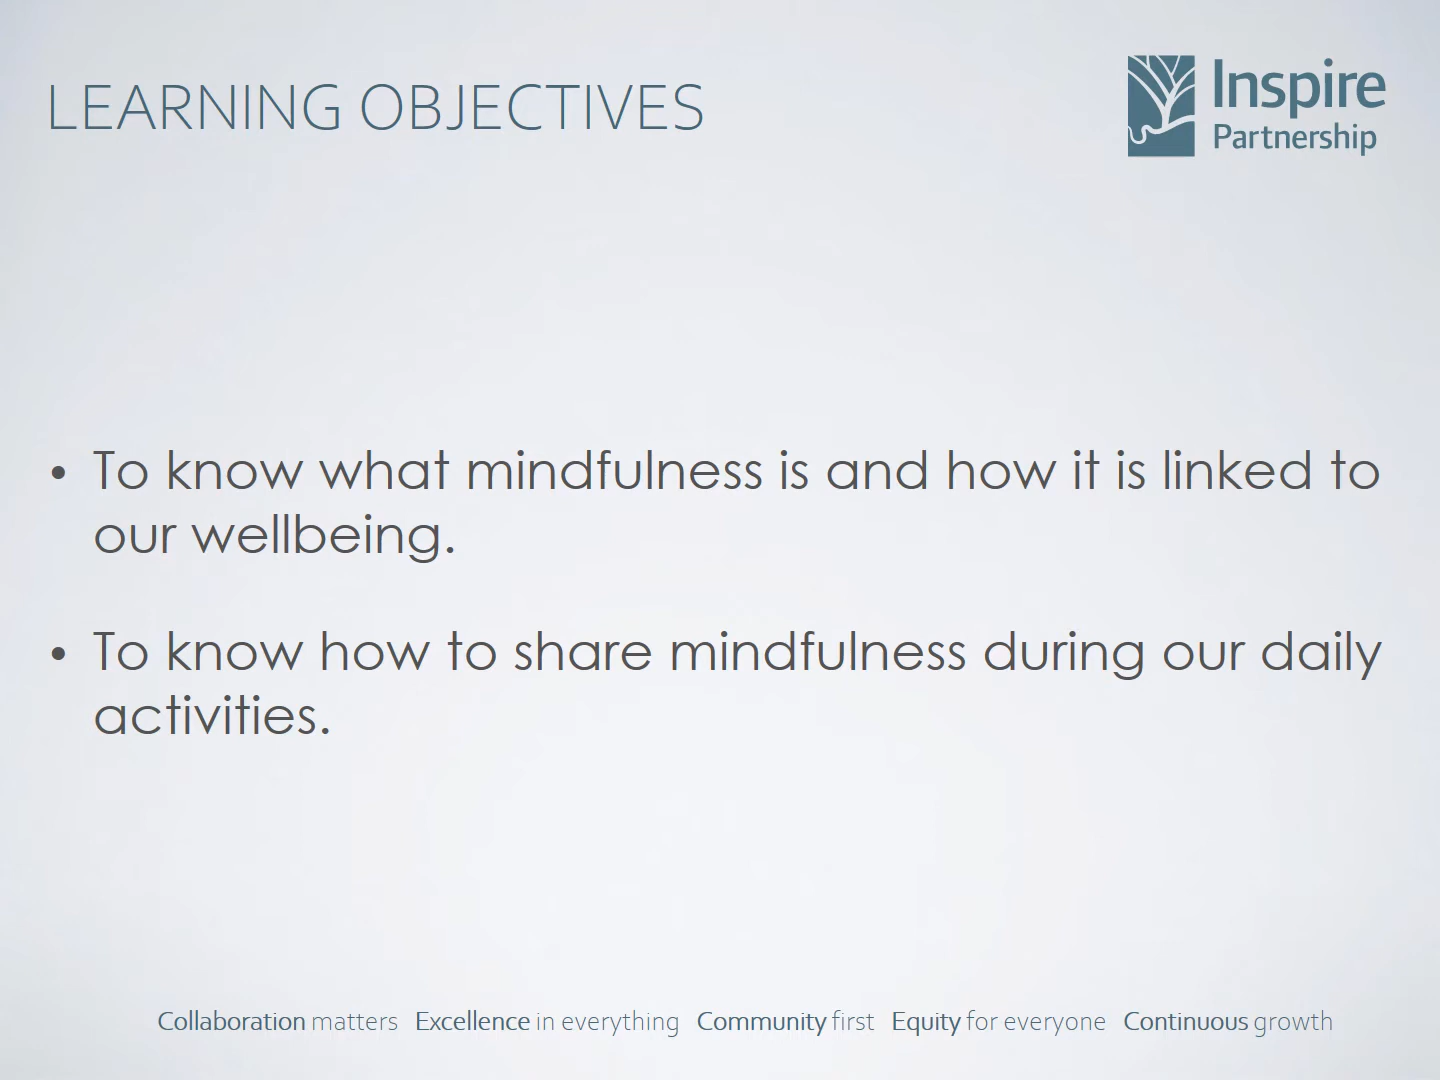 LEARNING OBJECTIVES
Inspire
Partnership
• To know what mindfulness is and how it is linked to
our wellbeing.
• To know how to share mindfulness during our daily
activities.
Collaboration matters Excellence in everything Community first Equity for everyone Continuous growth